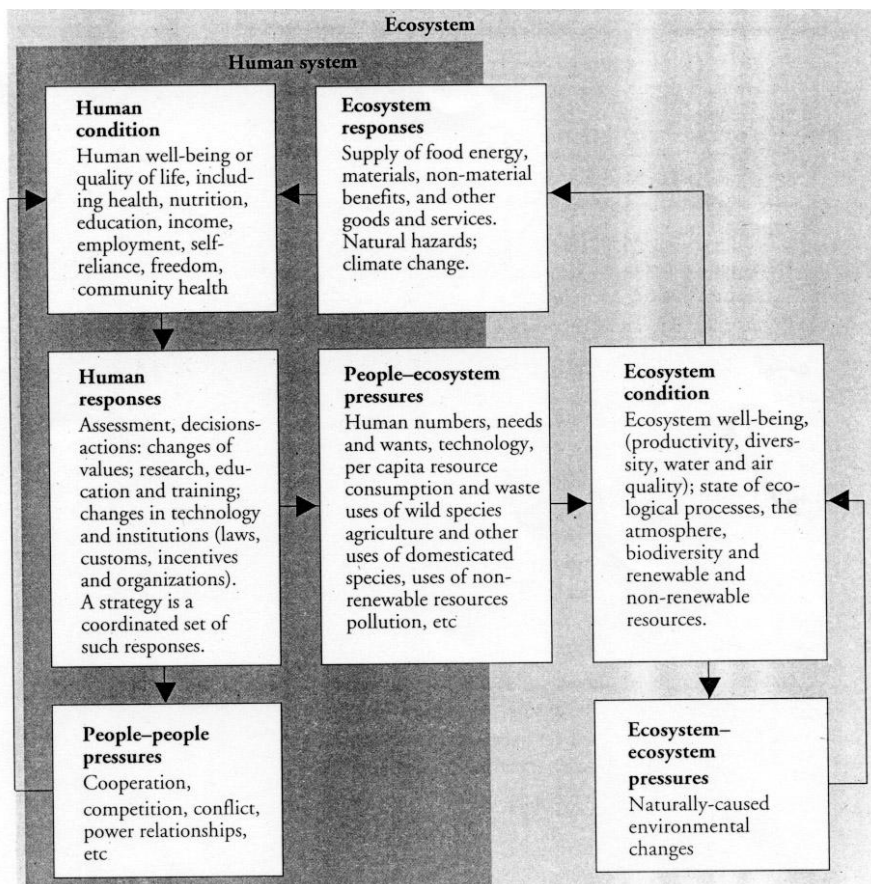 Ecosystem
Human system
Human
condition
Human well-being or
quality of life, includ-
ing health, nutrition,
education, income,
employment, self-
reliance, freedom,
community health
Ecosystem
responses
Supply of food energy,
materials, non-material
benefits, and other
goods and services.
Natural hazards;
climate change.
Human
responses
Assessment, decisions-
actions: changes of
values; research, edu-
cation and training;
changes in technology
and institutions (laws,
customs, incentives
and organizations).
A strategy is a
coordinated set of
such responses.
People–ecosystem
pressures
Human numbers, needs
and wants, technology,
per capita resource
consumption and waste
uses of wild species
agriculture and other
uses of domesticated
species, uses of non-
renewable resources
pollution, etc
Ecosystem
condition
Ecosystem well-being,
(productivity, divers-
sity, water and air
quality); state of eco-
logical processes, the
atmosphere,
biodiversity and
renewable and
non-renewable
resources.
People–people
pressures
Cooperation,
competition, conflict,
power relationships,
etc
Ecosystem–
ecosystem
pressures
Naturally-caused
environmental
changes